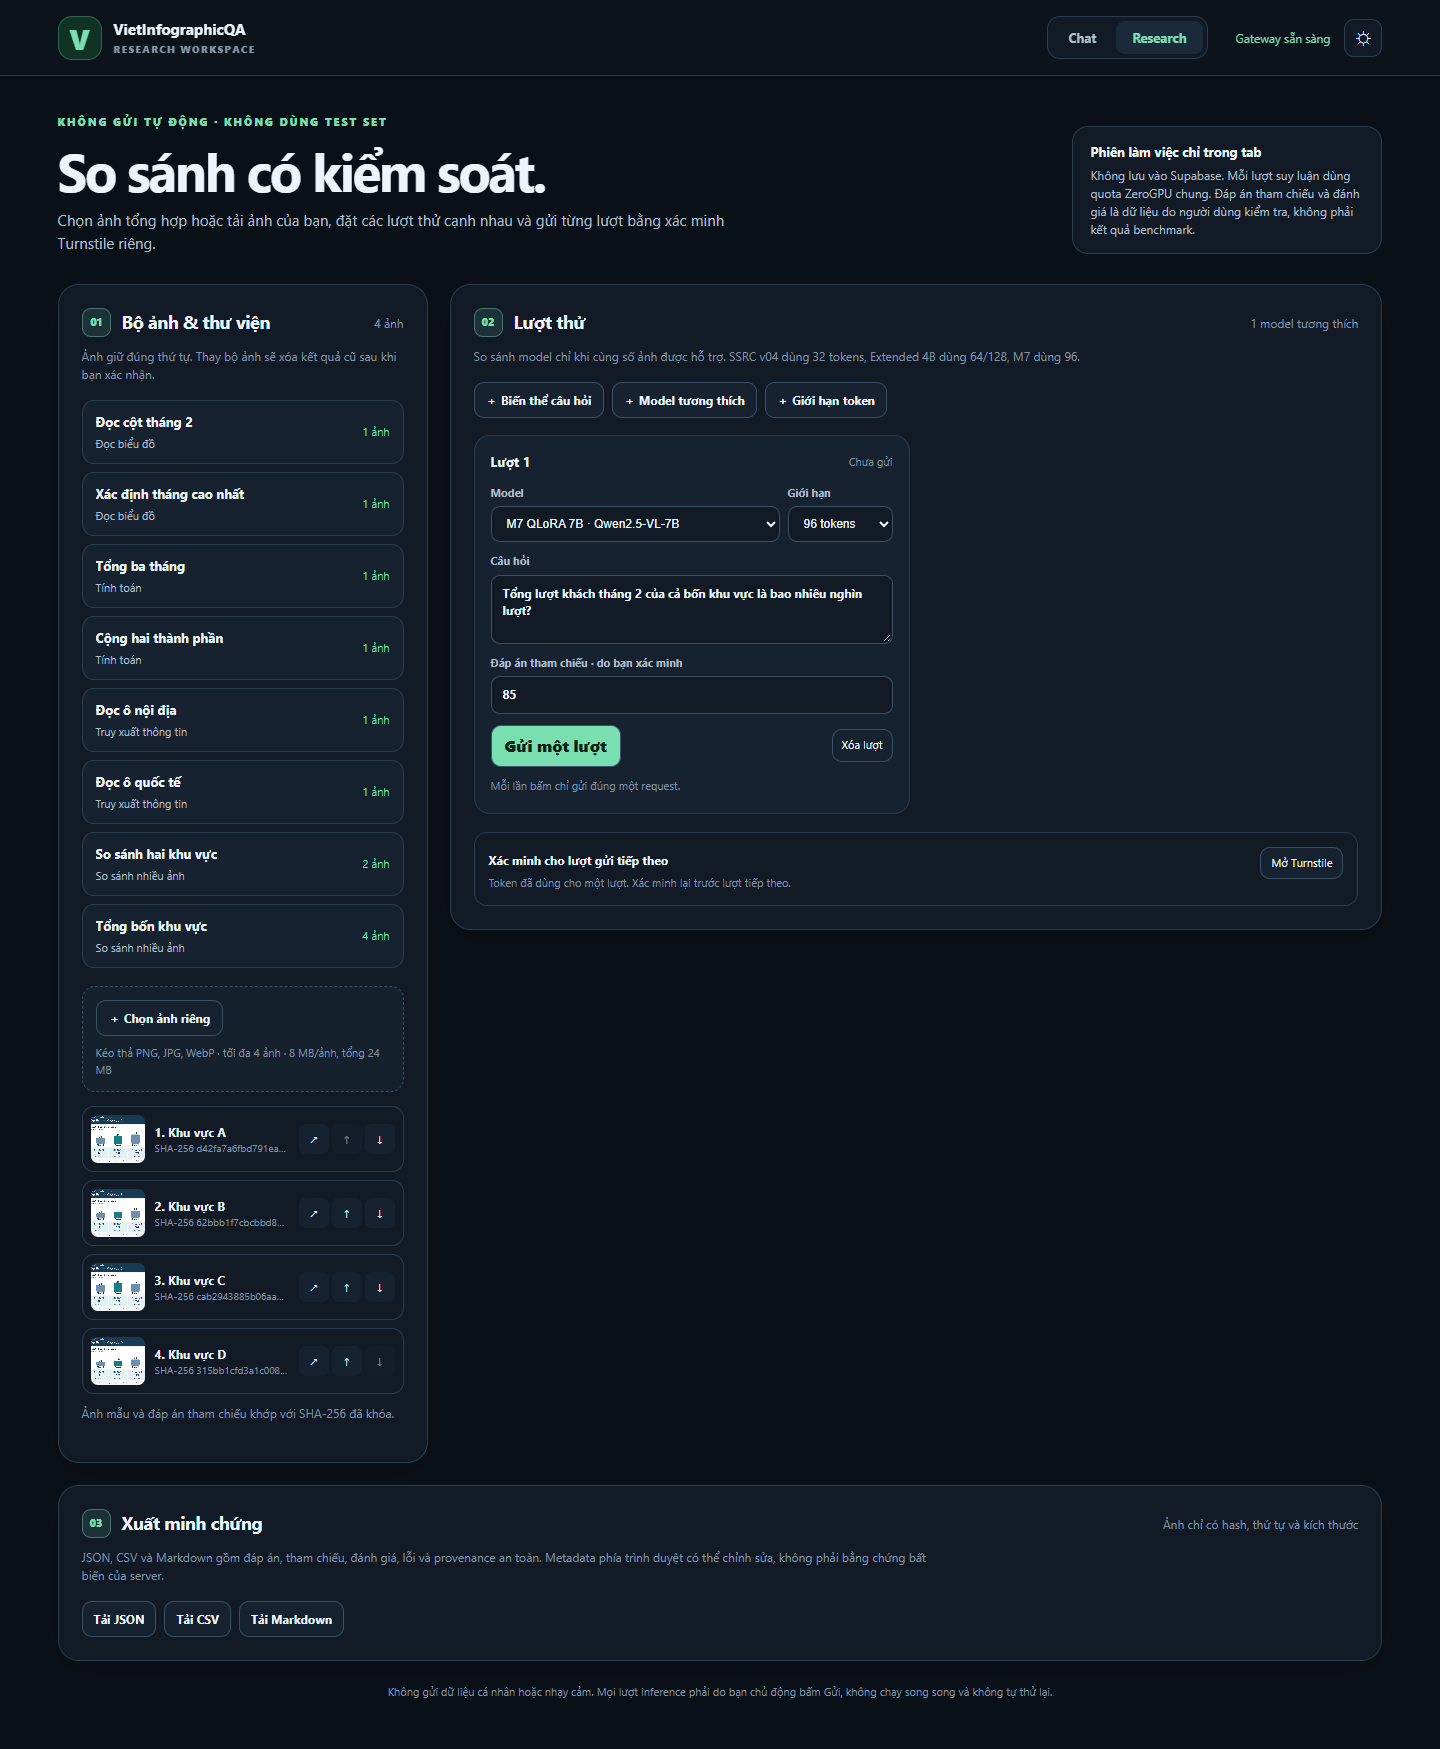 V
VietInfographicQA
RESEARCH WORKSPACE
Chat
Research
Gateway sẵn sàng
KHÔNG GỬI TỰ ĐỘNG · KHÔNG DÙNG TEST SET
So sánh có kiểm soát.
Chọn ảnh tổng hợp hoặc tải ảnh của bạn, đặt các lượt thử cạnh nhau và gửi từng lượt bằng xác minh
Turnstile riêng.
Phiên làm việc chỉ trong tab
Không lưu vào Supabase. Mỗi lượt suy luận dùng
quota ZeroGPU chung. Đáp án tham chiếu và đánh
giá là dữ liệu do người dùng kiểm tra, không phải
kết quả benchmark.
01
Bộ ảnh & thư viện
4 ảnh
Ảnh giữ đúng thứ tự. Thay bộ ảnh sẽ xóa kết quả cũ sau khi
bạn xác nhận.
Đọc cột tháng 2
Đọc biểu đồ
1 ảnh
Xác định tháng cao nhất
Đọc biểu đồ
1 ảnh
Tổng ba tháng
Tính toán
1 ảnh
Cộng hai thành phần
Tính toán
1 ảnh
Đọc ô nội địa
Truy xuất thông tin
1 ảnh
Đọc ô quốc tế
Truy xuất thông tin
1 ảnh
So sánh hai khu vực
So sánh nhiều ảnh
2 ảnh
Tổng bốn khu vực
So sánh nhiều ảnh
4 ảnh
+ Chọn ảnh riêng
Kéo thả PNG, JPG, WebP · tối đa 4 ảnh · 8 MB/ảnh, tổng 24
MB
1. Khu vực A
SHA-256 d42fa7a6fbd791ea...
↗ ↑ ↓
2. Khu vực B
SHA-256 62bbb1f7cbcbbd8...
↗ ↑ ↓
3. Khu vực C
SHA-256 cab2943885b06aa...
↗ ↑ ↓
4. Khu vực D
SHA-256 315bb1cfd3a1c008...
↗ ↑ ↓
Ảnh mẫu và đáp án tham chiếu khớp với SHA-256 đã khóa.
02
Lượt thử
1 model tương thích
So sánh model chỉ khi cùng số ảnh được hỗ trợ. SSRC v04 dùng 32 tokens, Extended 4B dùng 64/128, M7 dùng 96.
+ Biến thể câu hỏi
+ Model tương thích
+ Giới hạn token
Lượt 1
Chưa gửi
Model
Giới hạn
M7 QLoRA 7B · Qwen2.5-VL-7B
96 tokens
Câu hỏi
Tổng lượt khách tháng 2 của cả bốn khu vực là bao nhiêu nghìn
lượt?
Đáp án tham chiếu · do bạn xác minh
85
Gửi một lượt
Xóa lượt
Mỗi lần bấm chỉ gửi đúng một request.
Xác minh cho lượt gửi tiếp theo
Token đã dùng cho một lượt. Xác minh lại trước lượt tiếp theo.
Mở Turnstile
03
Xuất minh chứng
Ảnh chỉ có hash, thứ tự và kích thước
JSON, CSV và Markdown gồm đáp án, tham chiếu, đánh giá, lỗi và provenance an toàn. Metadata phía trình duyệt có thể chỉnh sửa, không phải bằng chứng bất
biến của server.
Tải JSON
Tải CSV
Tải Markdown
Không gửi dữ liệu cá nhân hoặc nhạy cảm. Mọi lượt inference phải do bạn chủ động bấm Gửi, không chạy song song và không tự thử lại.